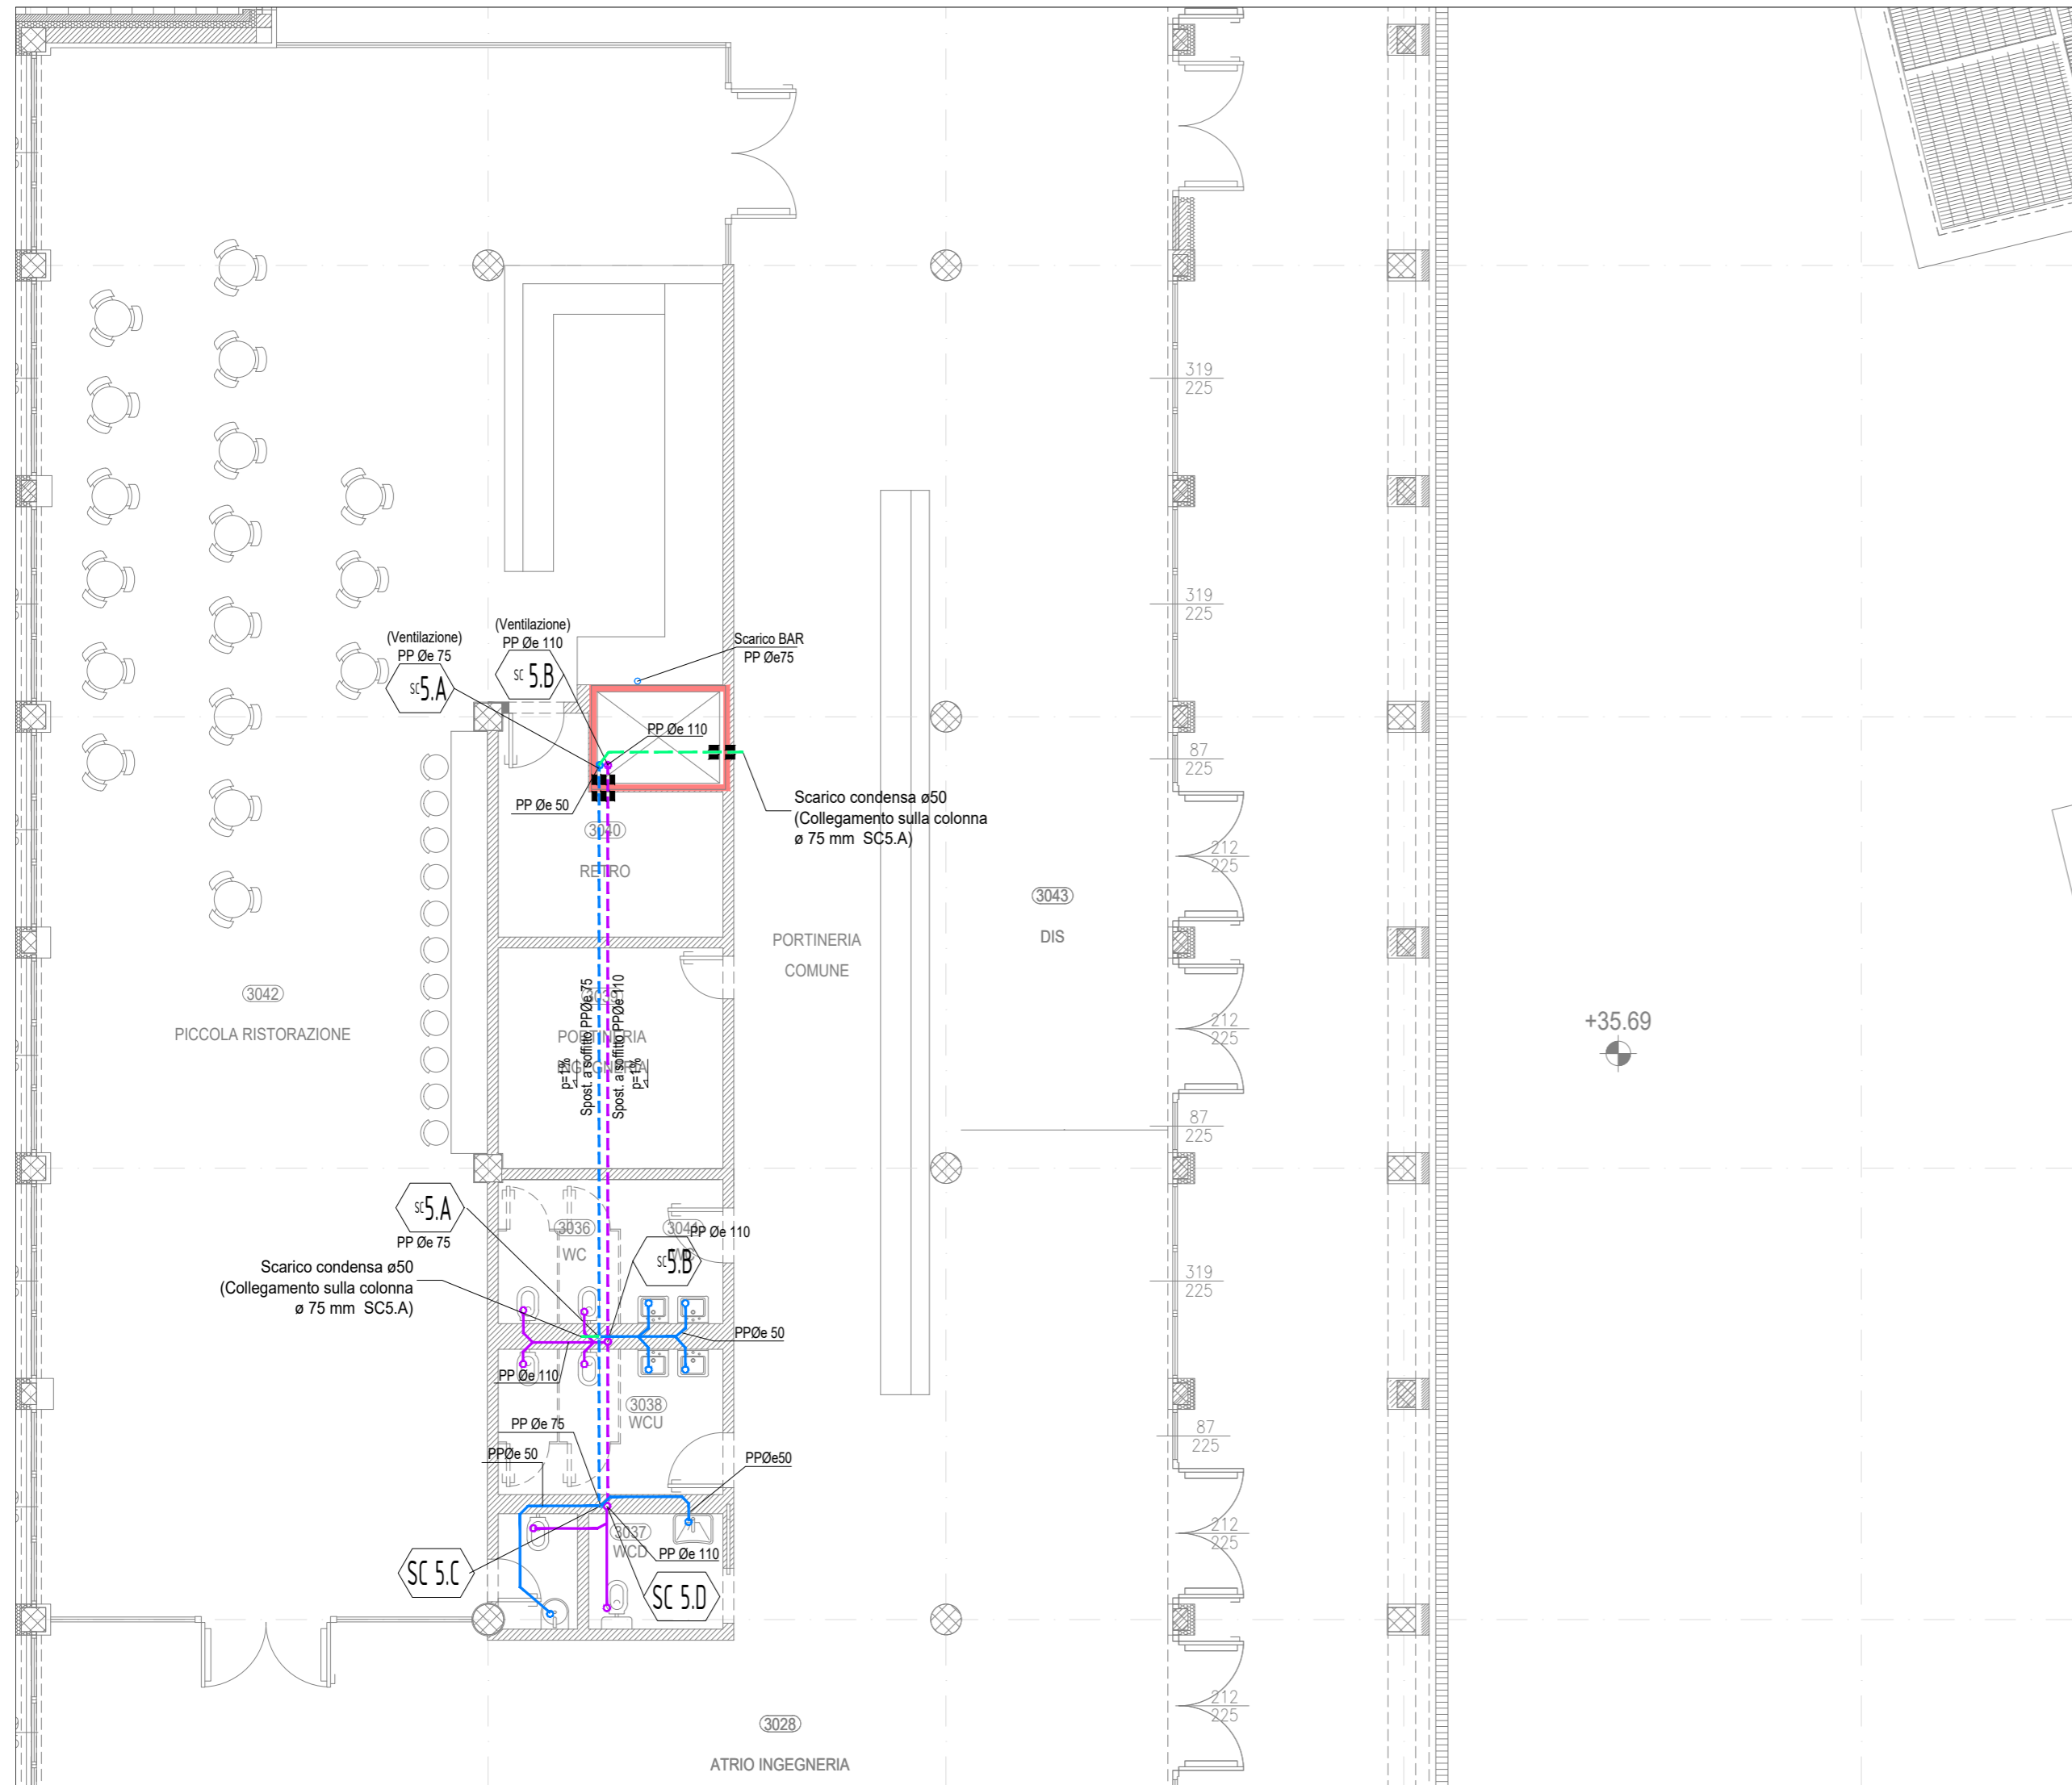 319
225
319
225
(Ventilazione)
PP Øe 75
SC 5.A
(Ventilazione)
PP Øe 110
SC 5.B
Scarico BAR
PP Øe75
PP Øe 110
PP Øe 50
87
225
Scarico condensa ø50
(Collegamento sulla colonna
ø 75 mm SC5.A)
3040
RETRO
212
225
3043
DIS
PORTINERIA
COMUNE
3042
PICCOLA RISTORAZIONE
3039
PORTINERIA
INGEGNERIA
Spost. a soffitto PPØe 75
p=1%
Spost. a soffitto PPØe 110
p=1%
212
225
+35.69
87
225
SC 5.A
PP Øe 75
3036
WC
3041
PP Øe 110
SC 5.B
Scarico condensa ø50
(Collegamento sulla colonna
ø 75 mm SC5.A)
319
225
PPØe 50
PP Øe 110
3038
WCU
PP Øe 75
PPØe 50
PPØe50
87
225
3037
WCD
PP Øe 110
SC 5.C
SC 5.D
212
225
212
225
3028
ATRIO INGEGNERIA